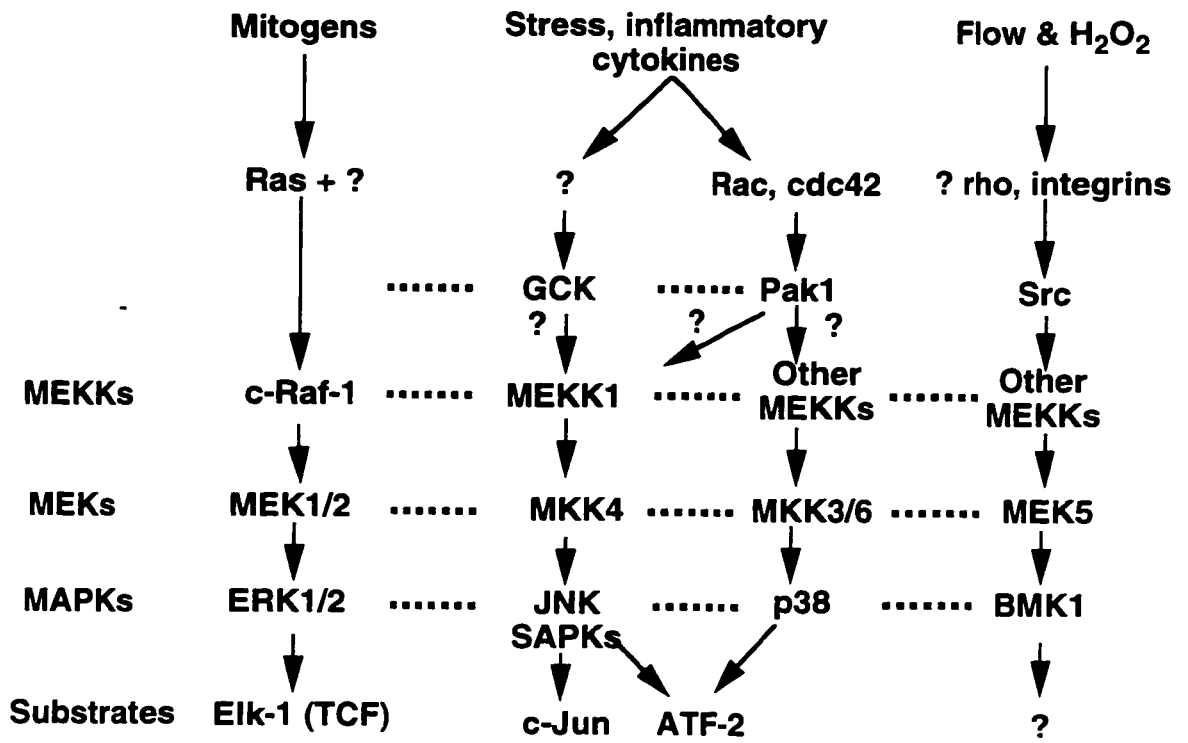 Mitogens
Stress, inflammatory
cytokines
Flow & H₂O₂
Ras + ?
?
Rac, cdc42
? rho, integrins
GCK
Pak1
Src
?
?
?
MEKKs
c-Raf-1
MEKK1
Other
MEKKs
Other
MEKKs
MEKs
MEK1/2
MKK4
MKK3/6
MEK5
MAPKs
ERK1/2
JNK
SAPKs
p38
BMK1
Substrates
Elk-1 (TCF)
c-Jun
ATF-2
?